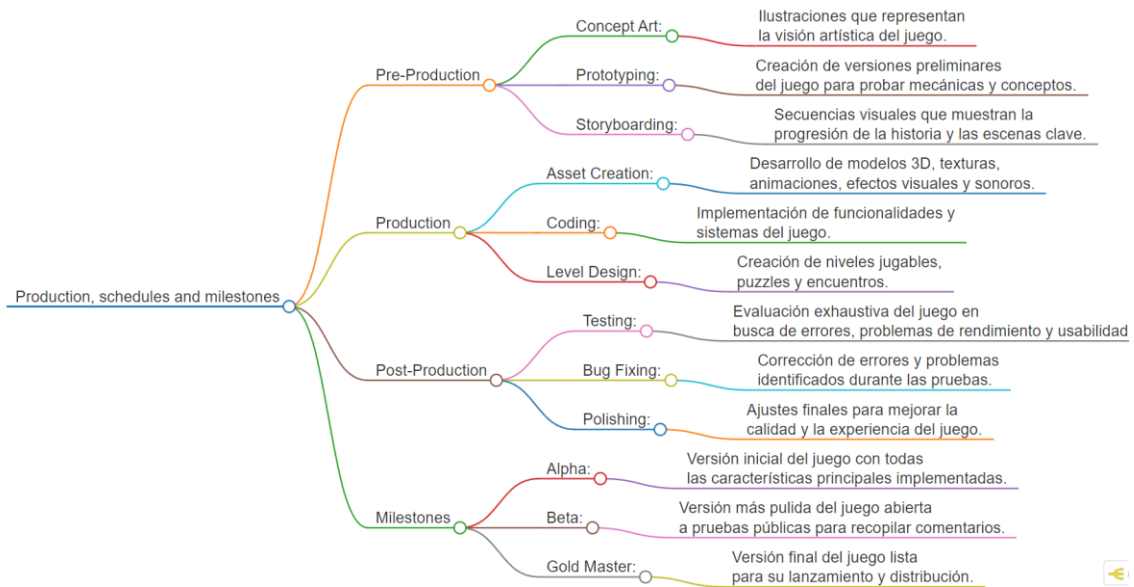 Production, schedules and milestones
Pre-Production
Concept Art:
Ilustraciones que representan
la visión artística del juego.
Prototyping:
Creación de versiones preliminares
del juego para probar mecánicas y conceptos.
Storyboarding:
Secuencias visuales que muestran la
progresión de la historia y las escenas clave.
Production
Asset Creation:
Desarrollo de modelos 3D, texturas,
animaciones, efectos visuales y sonoros.
Coding:
Implementación de funcionalidades y
sistemas del juego.
Level Design:
Creación de niveles jugables,
puzzles y encuentros.
Post-Production
Testing:
Evaluación exhaustiva del juego en
busca de errores, problemas de rendimiento y usabilidad
Bug Fixing:
Corrección de errores y problemas
identificados durante las pruebas.
Polishing:
Ajustes finales para mejorar la
calidad y la experiencia del juego.
Milestones
Alpha:
Versión inicial del juego con todas
las características principales implementadas.
Beta:
Versión más pulida del juego abierta
a pruebas públicas para recopilar comentarios.
Gold Master:
Versión final del juego lista
para su lanzamiento y distribución.